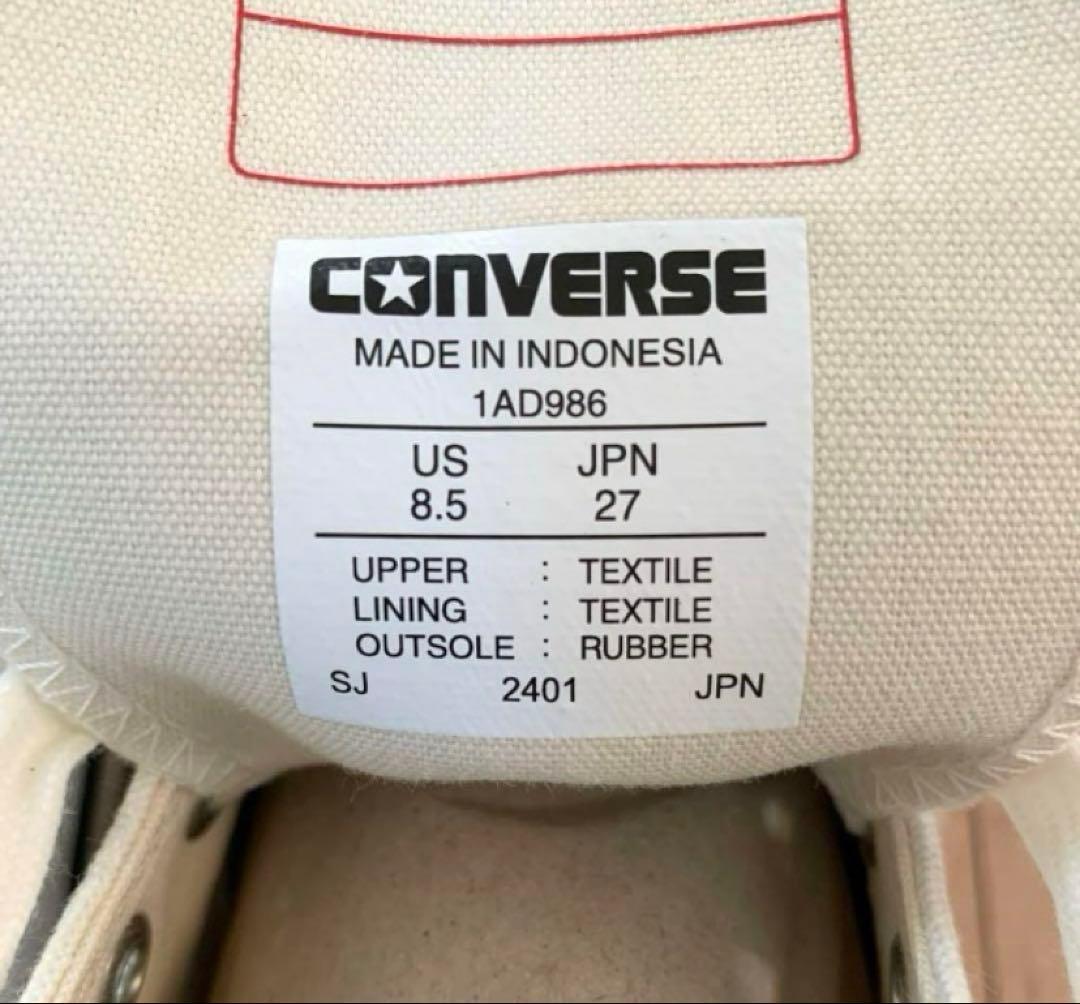 CONVERSE
MADE IN INDONESIA
1AD986
US JPN
8.5 27
UPPER : TEXTILE
LINING : TEXTILE
OUTSOLE : RUBBER
SJ 2401 JPN